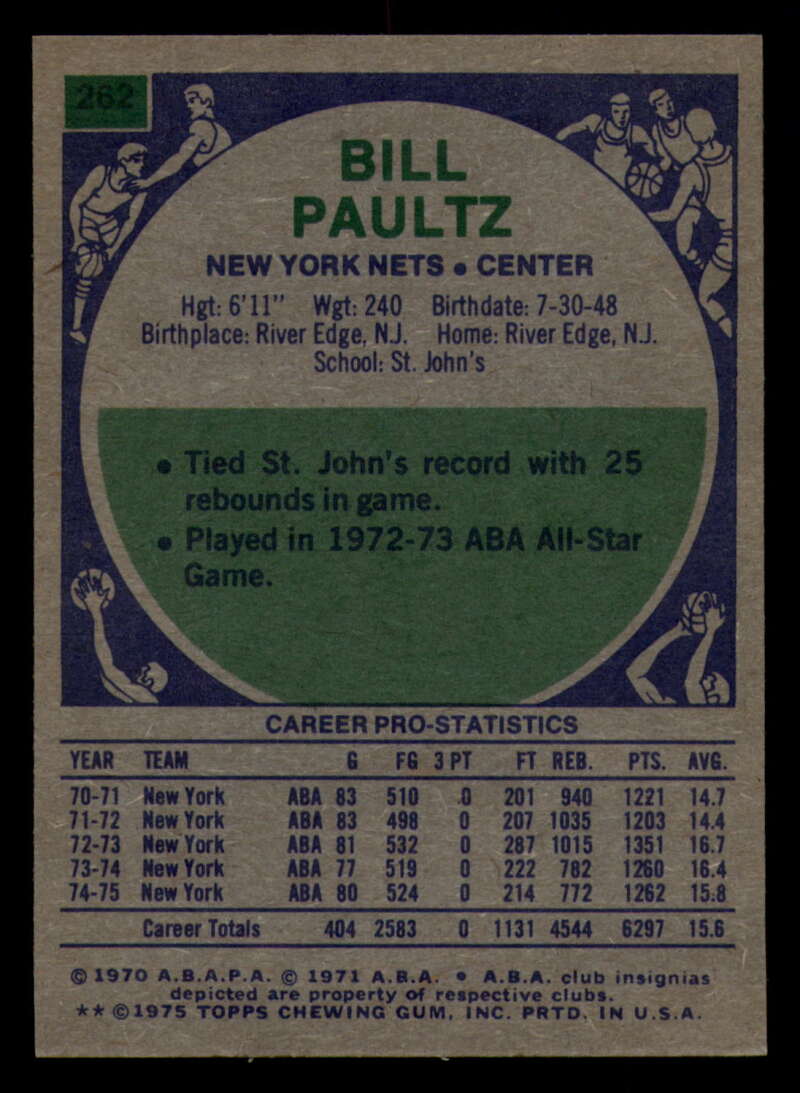 262
BILL
PAULTZ
NEW YORK NETS • CENTER
Hgt: 6'11" Wgt: 240 Birthdate: 7-30-48
Birthplace: River Edge, N.J. Home: River Edge, N.J.
School: St. John's
• Tied St. John's record with 25
rebounds in game.
• Played in 1972-73 ABA All-Star
Game.
CAREER PRO-STATISTICS
YEAR TEAM G FG 3 PT FT REB. PTS. AVG.
70-71 New York ABA 83 510 0 201 940 1221 14.7
71-72 New York ABA 83 498 0 207 1035 1203 14.4
72-73 New York ABA 81 532 0 287 1015 1351 16.7
73-74 New York ABA 77 519 0 222 782 1260 16.4
74-75 New York ABA 80 524 0 214 772 1262 15.8
Career Totals 404 2583 0 1131 4544 6297 15.6
© 1970 A.B.A.P.A. © 1971 A.B.A. • A.B.A. club insignias
depicted are property of respective clubs.
** © 1975 TOPPS CHEWING GUM, INC. PRTD. IN U.S.A.